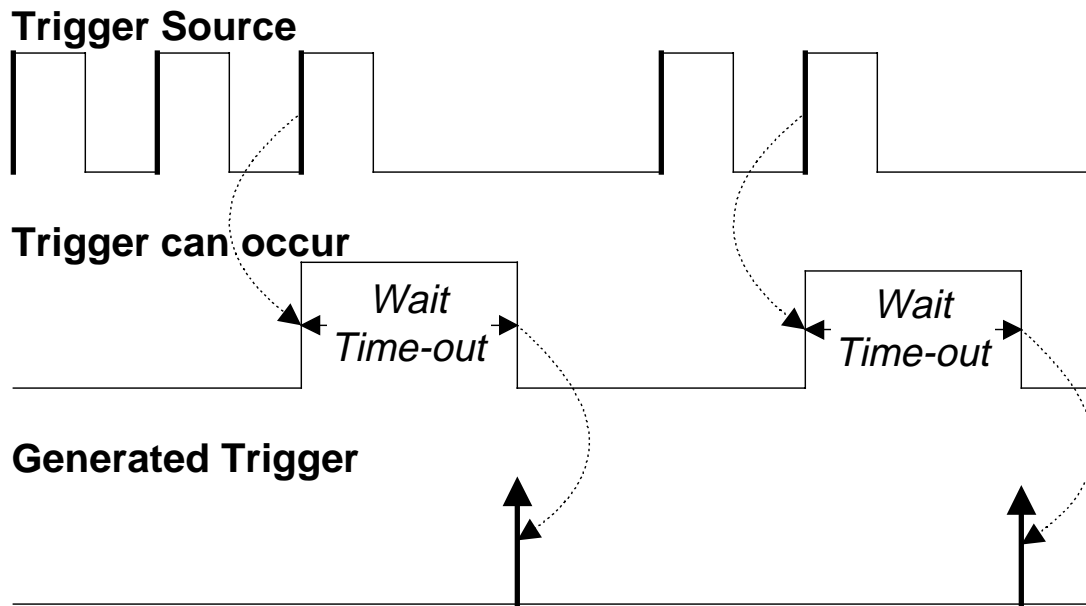 Trigger Source
Trigger can occur
Wait
Time-out
Wait
Time-out
Generated Trigger